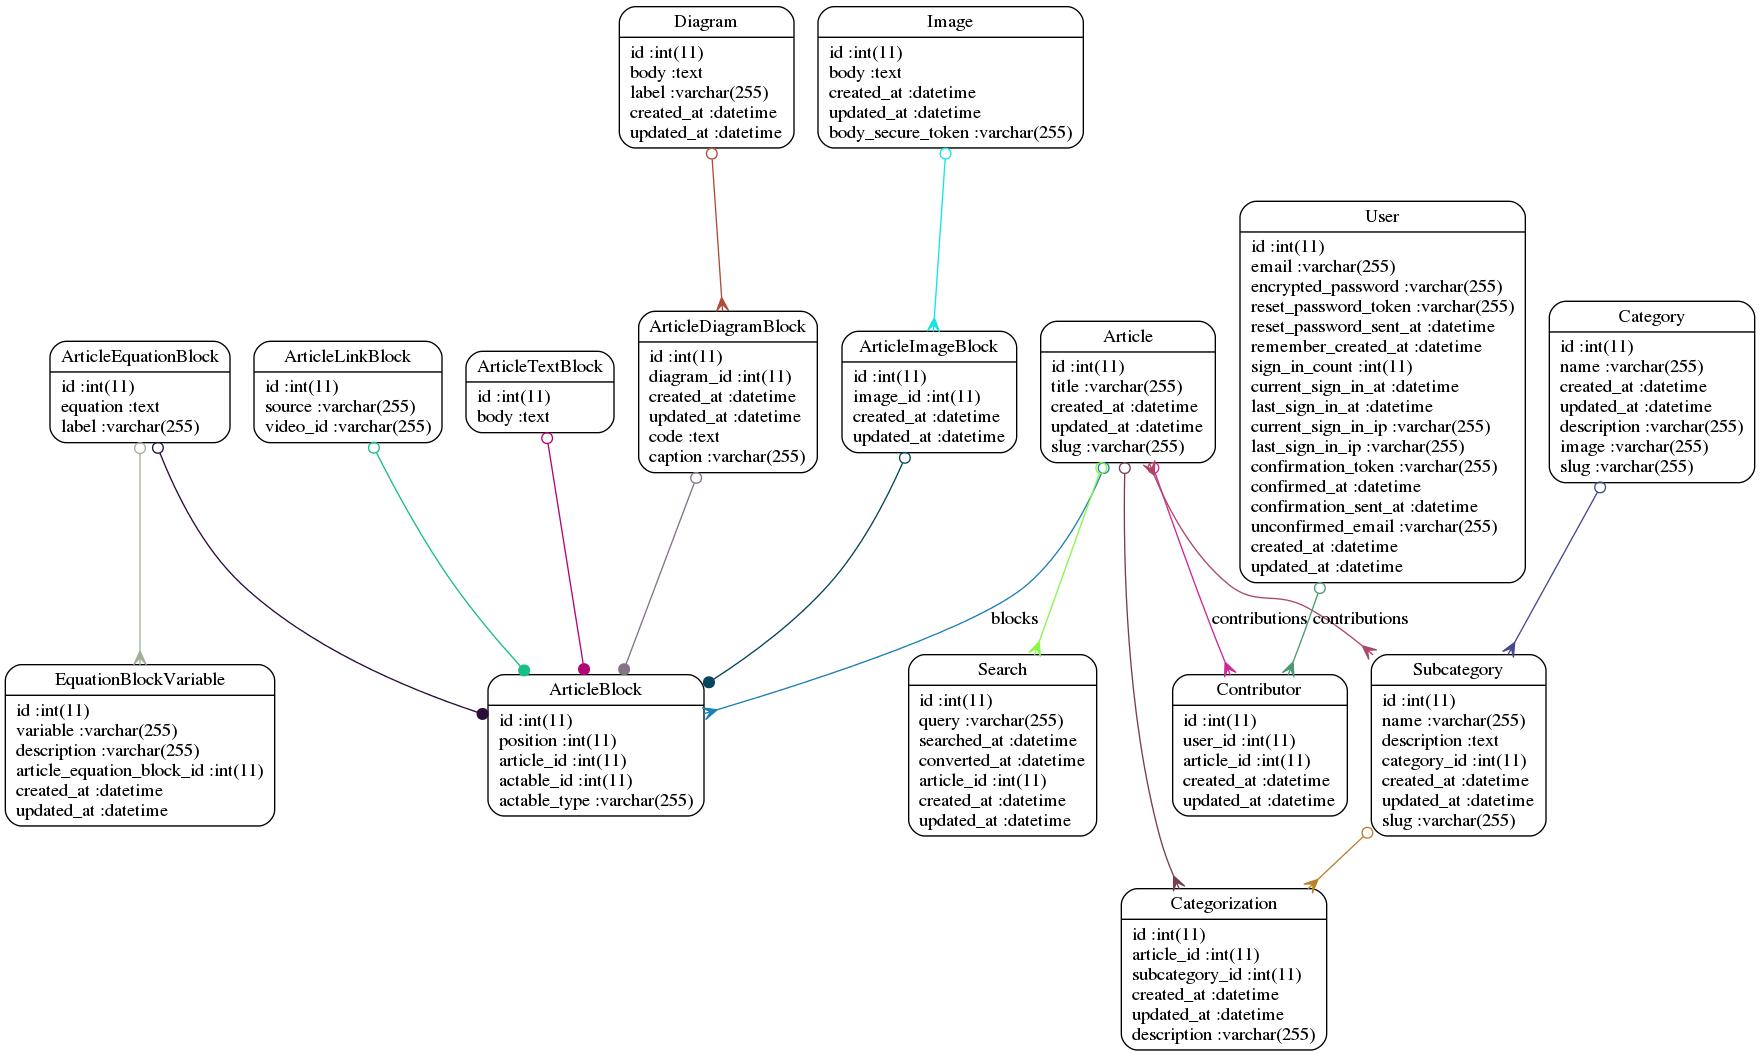 Diagram
id :int(11)
body :text
label :varchar(255)
created_at :datetime
updated_at :datetime
Image
id :int(11)
body :text
created_at :datetime
updated_at :datetime
body_secure_token :varchar(255)
User
id :int(11)
email :varchar(255)
encrypted_password :varchar(255)
reset_password_token :varchar(255)
reset_password_sent_at :datetime
remember_created_at :datetime
sign_in_count :int(11)
current_sign_in_at :datetime
last_sign_in_at :datetime
current_sign_in_ip :varchar(255)
last_sign_in_ip :varchar(255)
confirmation_token :varchar(255)
confirmed_at :datetime
confirmation_sent_at :datetime
unconfirmed_email :varchar(255)
created_at :datetime
updated_at :datetime
Category
id :int(11)
name :varchar(255)
created_at :datetime
updated_at :datetime
description :varchar(255)
image :varchar(255)
slug :varchar(255)
ArticleEquationBlock
id :int(11)
equation :text
label :varchar(255)
ArticleLinkBlock
id :int(11)
source :varchar(255)
video_id :varchar(255)
ArticleTextBlock
id :int(11)
body :text
ArticleDiagramBlock
id :int(11)
diagram_id :int(11)
created_at :datetime
updated_at :datetime
code :text
caption :varchar(255)
ArticleImageBlock
id :int(11)
image_id :int(11)
created_at :datetime
updated_at :datetime
Article
id :int(11)
title :varchar(255)
created_at :datetime
updated_at :datetime
slug :varchar(255)
blocks
contributions
contributions
EquationBlockVariable
id :int(11)
variable :varchar(255)
description :varchar(255)
article_equation_block_id :int(11)
created_at :datetime
updated_at :datetime
ArticleBlock
id :int(11)
position :int(11)
article_id :int(11)
actable_id :int(11)
actable_type :varchar(255)
Search
id :int(11)
query :varchar(255)
searched_at :datetime
converted_at :datetime
article_id :int(11)
created_at :datetime
updated_at :datetime
Contributor
id :int(11)
user_id :int(11)
article_id :int(11)
created_at :datetime
updated_at :datetime
Subcategory
id :int(11)
name :varchar(255)
description :text
category_id :int(11)
created_at :datetime
updated_at :datetime
slug :varchar(255)
Categorization
id :int(11)
article_id :int(11)
subcategory_id :int(11)
created_at :datetime
updated_at :datetime
description :varchar(255)